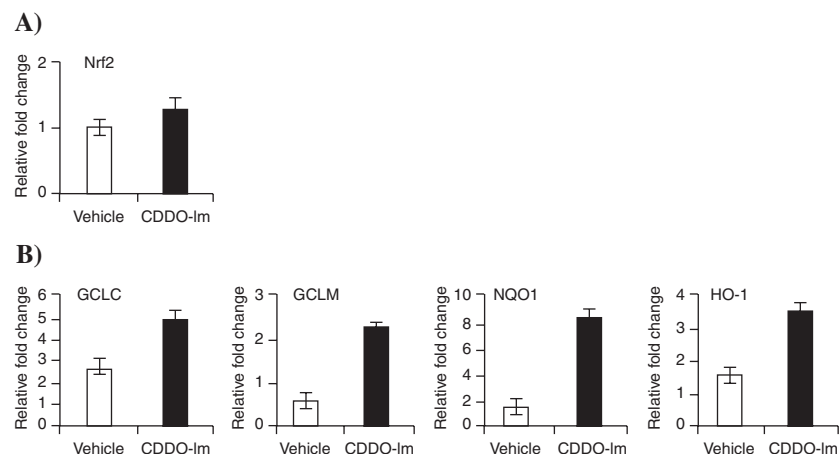 A)
Nrf2
Relative fold change
2
1
0
Vehicle CDDO-Im
B)
GCLC
Relative fold change
6
5
4
3
2
1
0
Vehicle CDDO-Im
GCLM
Relative fold change
3
2
1
0
Vehicle CDDO-Im
NQO1
Relative fold change
10
8
6
4
2
0
Vehicle CDDO-Im
HO-1
Relative fold change
4
3
2
1
0
Vehicle CDDO-Im